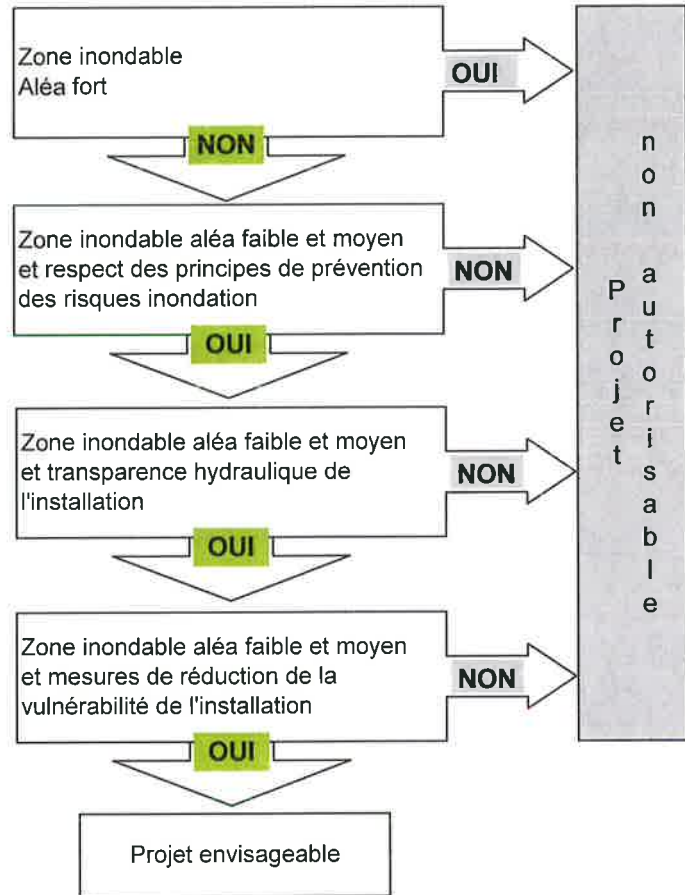 Zone inondable
Aléa fort
OUI
NON
Zone inondable aléa faible et moyen
et respect des principes de prévention
des risques inondation
NON
OUI
Zone inondable aléa faible et moyen
et transparence hydraulique de
l'installation
NON
OUI
Zone inondable aléa faible et moyen
et mesures de réduction de la
vulnérabilité de l'installation
NON
OUI
Projet envisageable
Projet
non autorisable